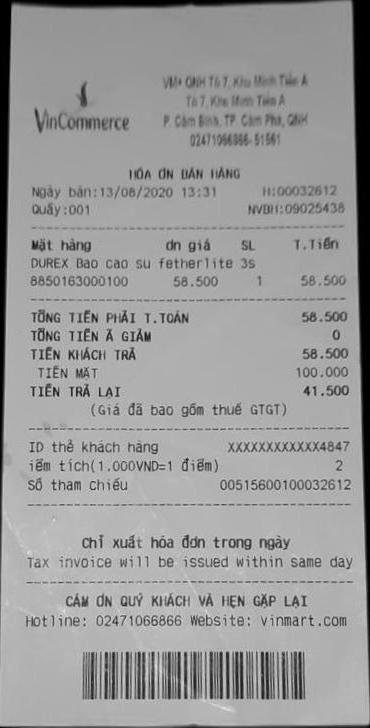 VinCommerce
VM+ QNH Tổ 7, Khu Minh Tiến A
Tổ 7, Khu Minh Tiến A
P. Cẩm Bình, TP. Cẩm Phả, QNH
02471066866-51561
HÓA ƠN BÁN HÀNG
Ngày bán:13/08/2020 13:31 H:00032612
Quầy:001 NVBH:09025438
Mặt hàng ơn giá SL T.Tiền
DUREX Bao cao su fetherlite 3s
8850163000100 58.500 1 58.500
TỔNG TIỀN PHẢI T.TOÁN 58.500
TỔNG TIỀN Ã GIẢM 0
TIỀN KHÁCH TRẢ 58.500
TIỀN MẶT 100.000
TIỀN TRẢ LẠI 41.500
(Giá đã bao gồm thuế GTGT)
ID thẻ khách hàng XXXXXXXXXXXX4847
iểm tích(1.000VND=1 điểm) 2
Số tham chiếu 00515600100032612
Chỉ xuất hóa đơn trong ngày
Tax invoice will be issued within same day
CẢM ƠN QUÝ KHÁCH VÀ HẸN GẶP LẠI
Hotline: 02471066866 Website: vinmart.com